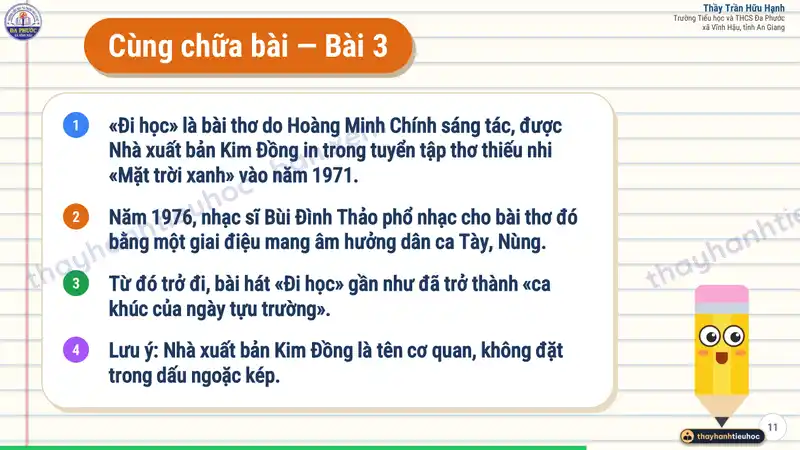 Thầy Trần Hữu Hạnh
Trường Tiểu học và THCS Đa Phước
xã Vĩnh Hậu, tỉnh An Giang
ĐA PHƯỚC
Cùng chữa bài — Bài 3
1
«Đi học» là bài thơ do Hoàng Minh Chính sáng tác, được
Nhà xuất bản Kim Đồng in trong tuyển tập thơ thiếu nhi
«Mặt trời xanh» vào năm 1971.
2
Năm 1976, nhạc sĩ Bùi Đình Thảo phổ nhạc cho bài thơ đó
bằng một giai điệu mang âm hưởng dân ca Tày, Nùng.
3
Từ đó trở đi, bài hát «Đi học» gần như đã trở thành «ca
khúc của ngày tựu trường».
4
Lưu ý: Nhà xuất bản Kim Đồng là tên cơ quan, không đặt
trong dấu ngoặc kép.
thayhanhtieuhoc
11